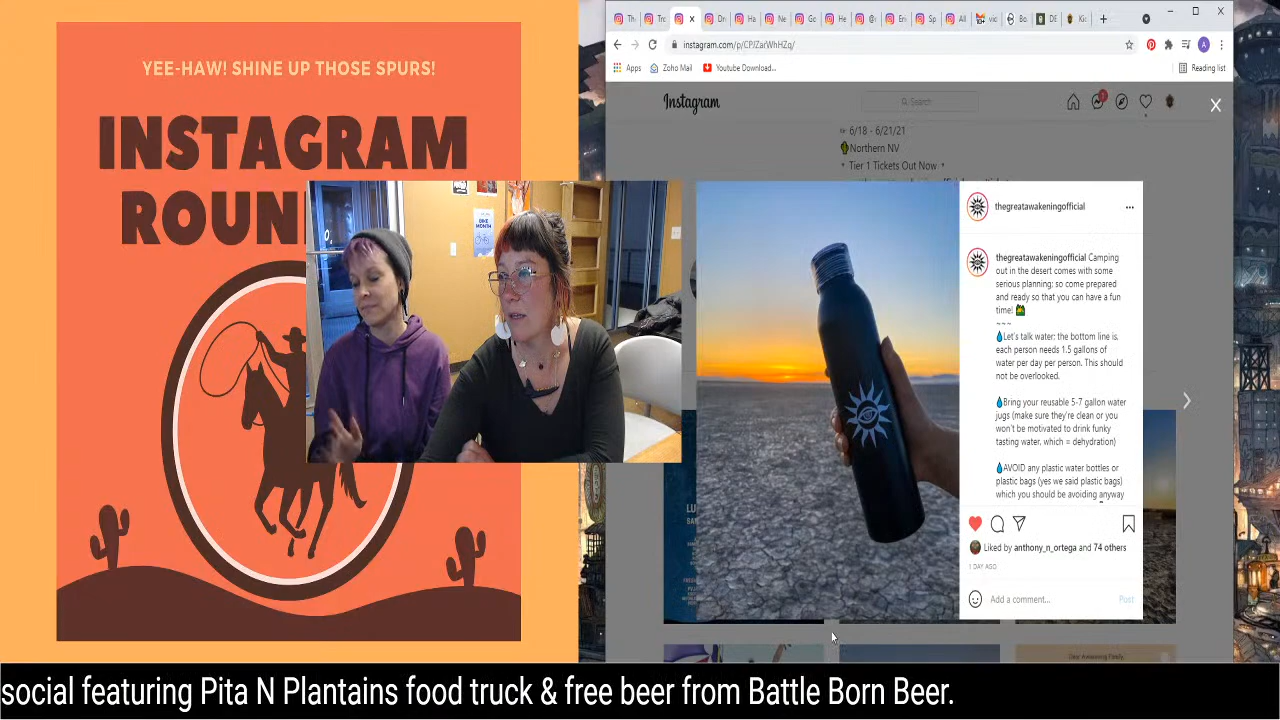 YEE-HAW! SHINE UP THOSE SPURS!
INSTAGRAM
ROUN
BIKE
MONTH
instagram.com/p/CPJZarWhHZq/
Apps
Zoho Mail
Youtube Download...
Reading list
Instagram
Search
6/18 - 6/21/21
Northern NV
Tier 1 Tickets Out Now
thegreatawakeningofficial
thegreatawakeningofficial Camping
out in the desert comes with some
serious planning; so come prepared
and ready so that you can have a fun
time!
~~~
Let's talk water: the bottom line is,
each person needs 1.5 gallons of
water per day per person. This should
not be overlooked.
Bring your reusable 5-7 gallon water
jugs (make sure they're clean or you
won't be motivated to drink funky
tasting water, which = dehydration)
AVOID any plastic water bottles or
plastic bags (yes we said plastic bags)
which you should be avoiding anyway
Liked by anthony_n_ortega and 74 others
1 DAY AGO
Add a comment...
Post
Dear Awakening Family,
social featuring Pita N Plantains food truck & free beer from Battle Born Beer.